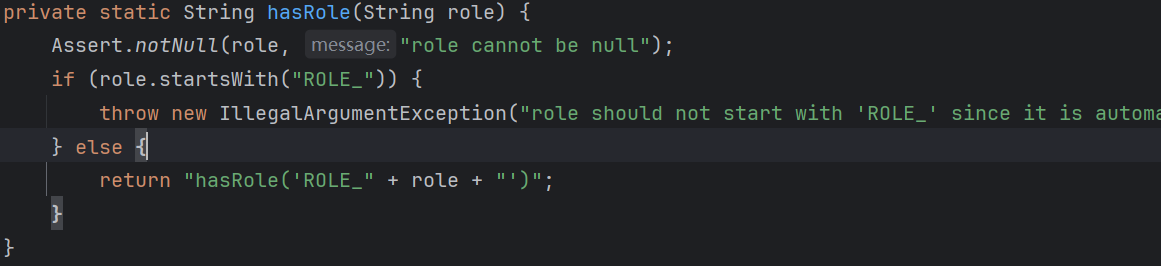 private static String hasRole(String role) {
    Assert.notNull(role, message: "role cannot be null");
    if (role.startsWith("ROLE_")) {
        throw new IllegalArgumentException("role should not start with 'ROLE_' since it is automa
    } else {
        return "hasRole('ROLE_" + role + "')";
    }
}